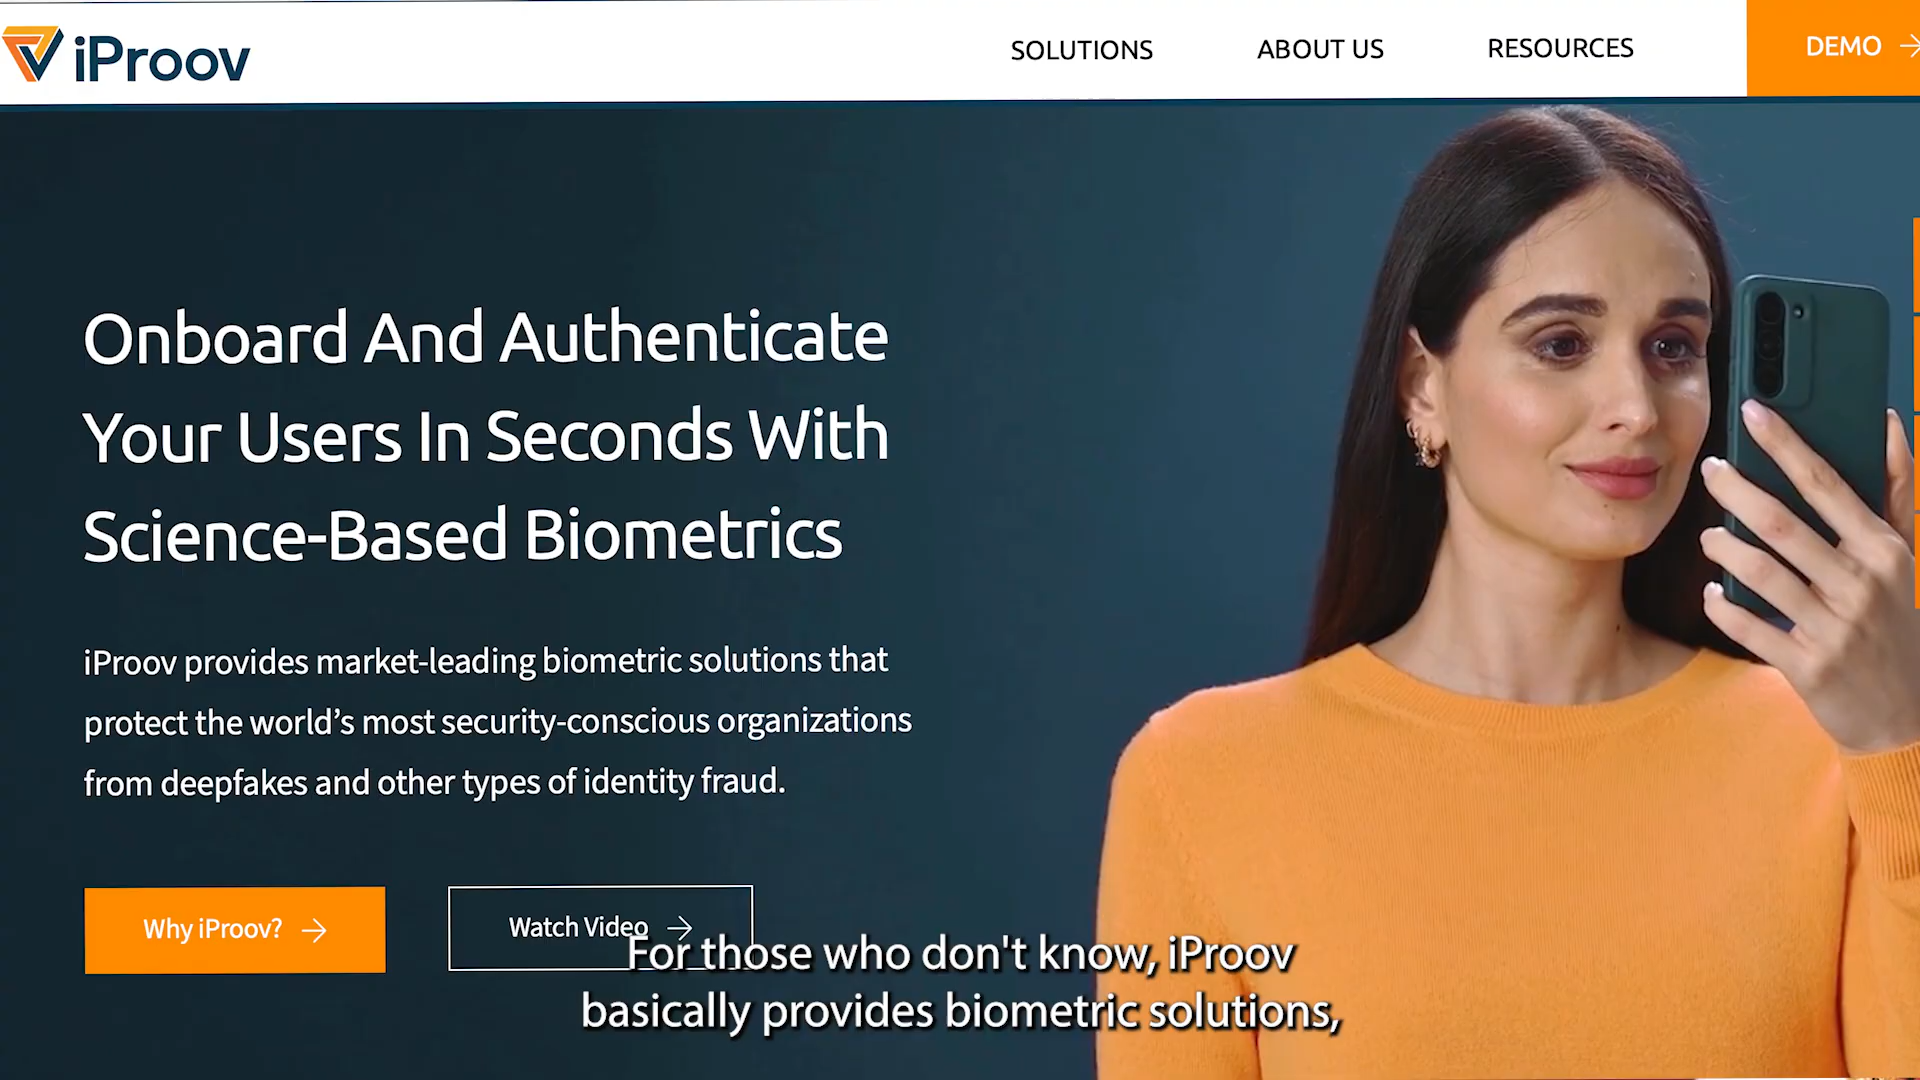 iProov
SOLUTIONS
ABOUT US
RESOURCES
DEMO
Onboard And Authenticate
Your Users In Seconds With
Science-Based Biometrics
iProov provides market-leading biometric solutions that
protect the world's most security-conscious organizations
from deepfakes and other types of identity fraud.
Why iProov?
Watch Video
For those who don't know, iProov
basically provides biometric solutions,